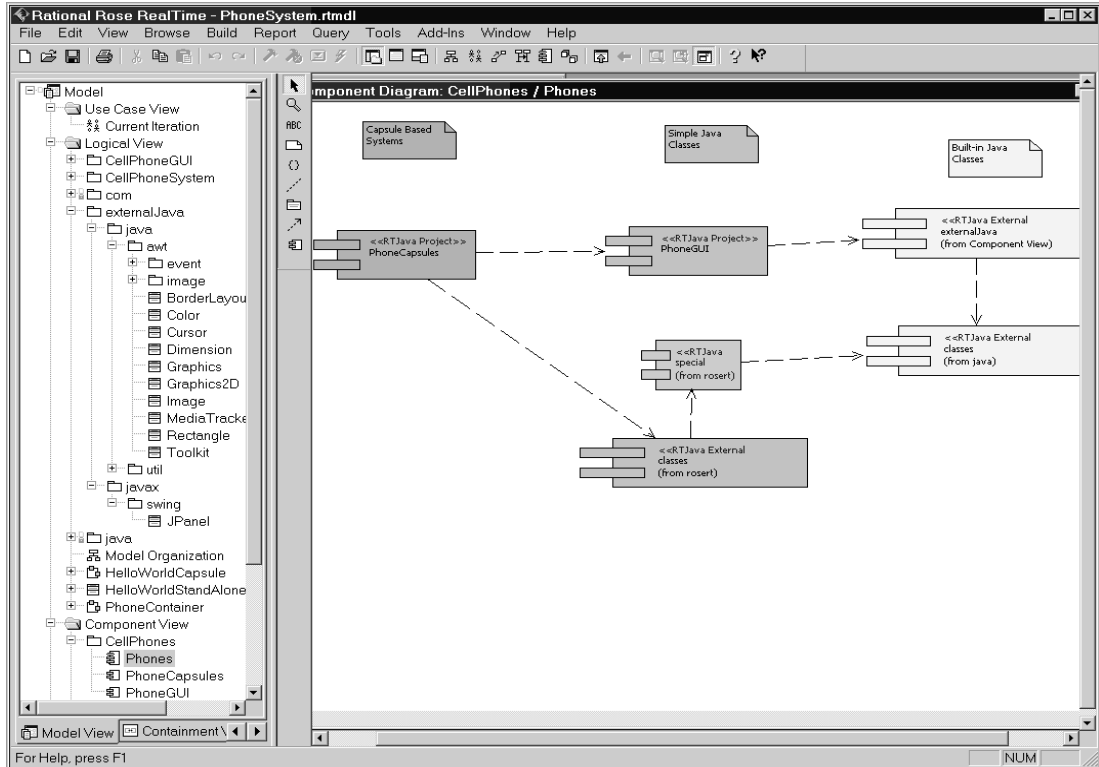 Rational Rose RealTime - PhoneSystem.rtmdl
File Edit View Browse Build Report Query Tools Add-Ins Window Help
ABC
Model
Use Case View
Current Iteration
Logical View
CellPhoneGUI
CellPhoneSystem
com
externalJava
java
awt
event
image
BorderLayou
Color
Cursor
Dimension
Graphics
Graphics2D
Image
MediaTracke
Rectangle
Toolkit
util
javax
swing
JPanel
java
Model Organization
HelloWorldCapsule
HelloWorldStandAlone
PhoneContainer
Component View
CellPhones
Phones
PhoneCapsules
PhoneGUI
Model View
Containment \
mponent Diagram: CellPhones / Phones
Capsule Based
Systems
Simple Java
Classes
Built-in Java
Classes
<<RTJava Project>>
PhoneCapsules
<<RTJava Project>>
PhoneGUI
<<RTJava External
externalJava
(from Component View)
<<RTJava
special
(from rosert)
<<RTJava External
classes
(from java)
<<RTJava External
classes
(from rosert)
For Help, press F1
NUM